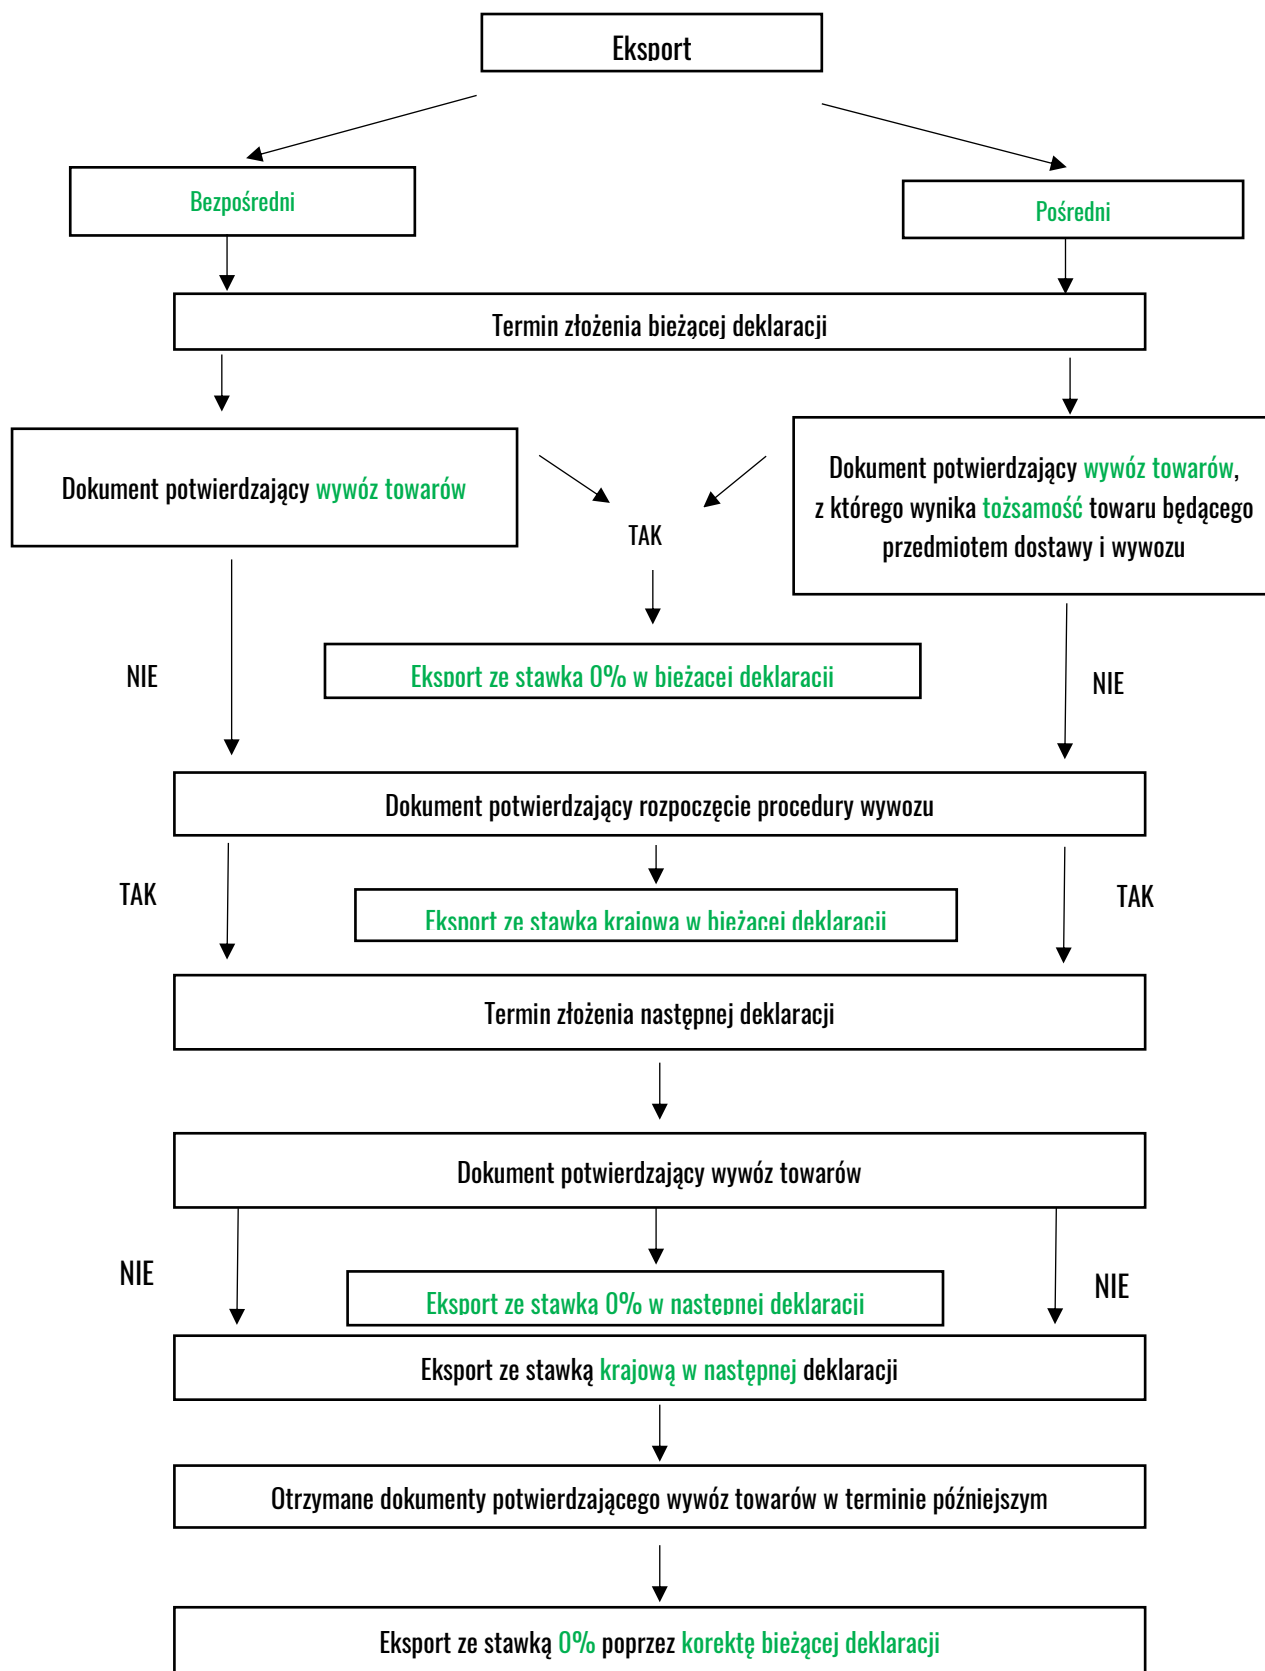 Eksport
Bezpośredni
Pośredni
Termin złożenia bieżącej deklaracji
Dokument potwierdzający wywóz towarów
Dokument potwierdzający wywóz towarów,
z którego wynika tożsamość towaru będącego
przedmiotem dostawy i wywozu
TAK
Eksport ze stawką 0% w bieżącej deklaracji
NIE
NIE
Dokument potwierdzający rozpoczęcie procedury wywozu
TAK
Eksport ze stawką krajową w bieżącej deklaracji
TAK
Termin złożenia następnej deklaracji
Dokument potwierdzający wywóz towarów
NIE
Eksport ze stawką 0% w następnej deklaracji
NIE
Eksport ze stawką krajową w następnej deklaracji
Otrzymane dokumenty potwierdzającego wywóz towarów w terminie późniejszym
Eksport ze stawką 0% poprzez korektę bieżącej deklaracji